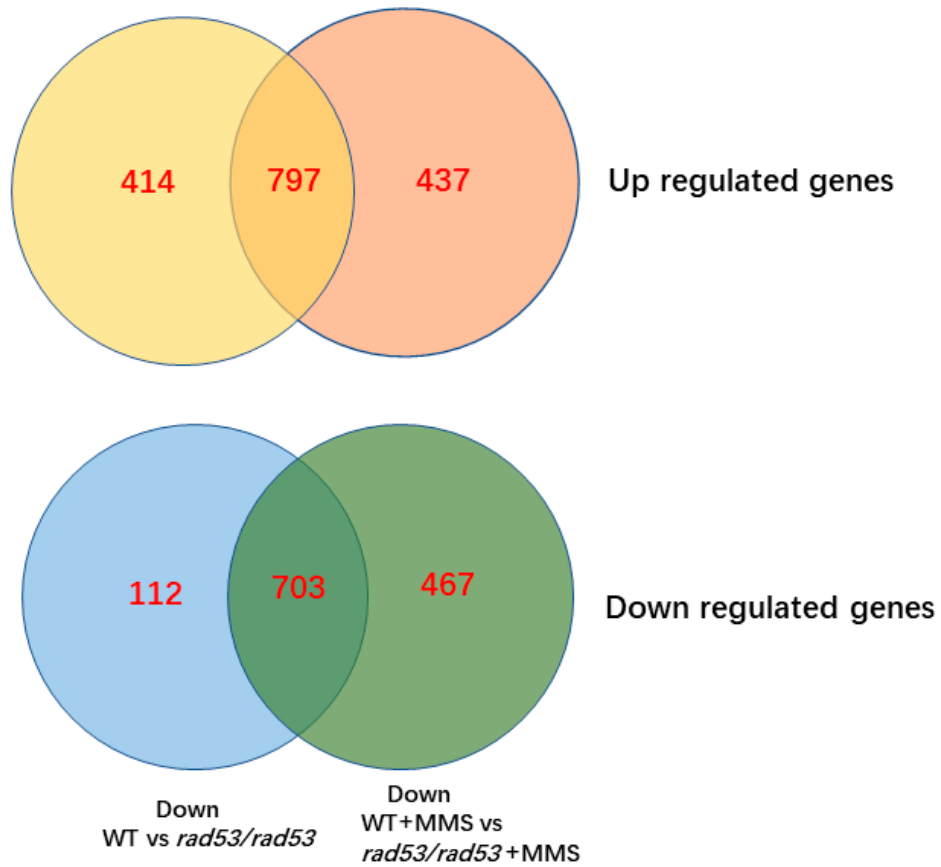 414 797 437 Up regulated genes
112 703 467 Down regulated genes
Down
WT vs rad53/rad53
Down
WT+MMS vs
rad53/rad53+MMS